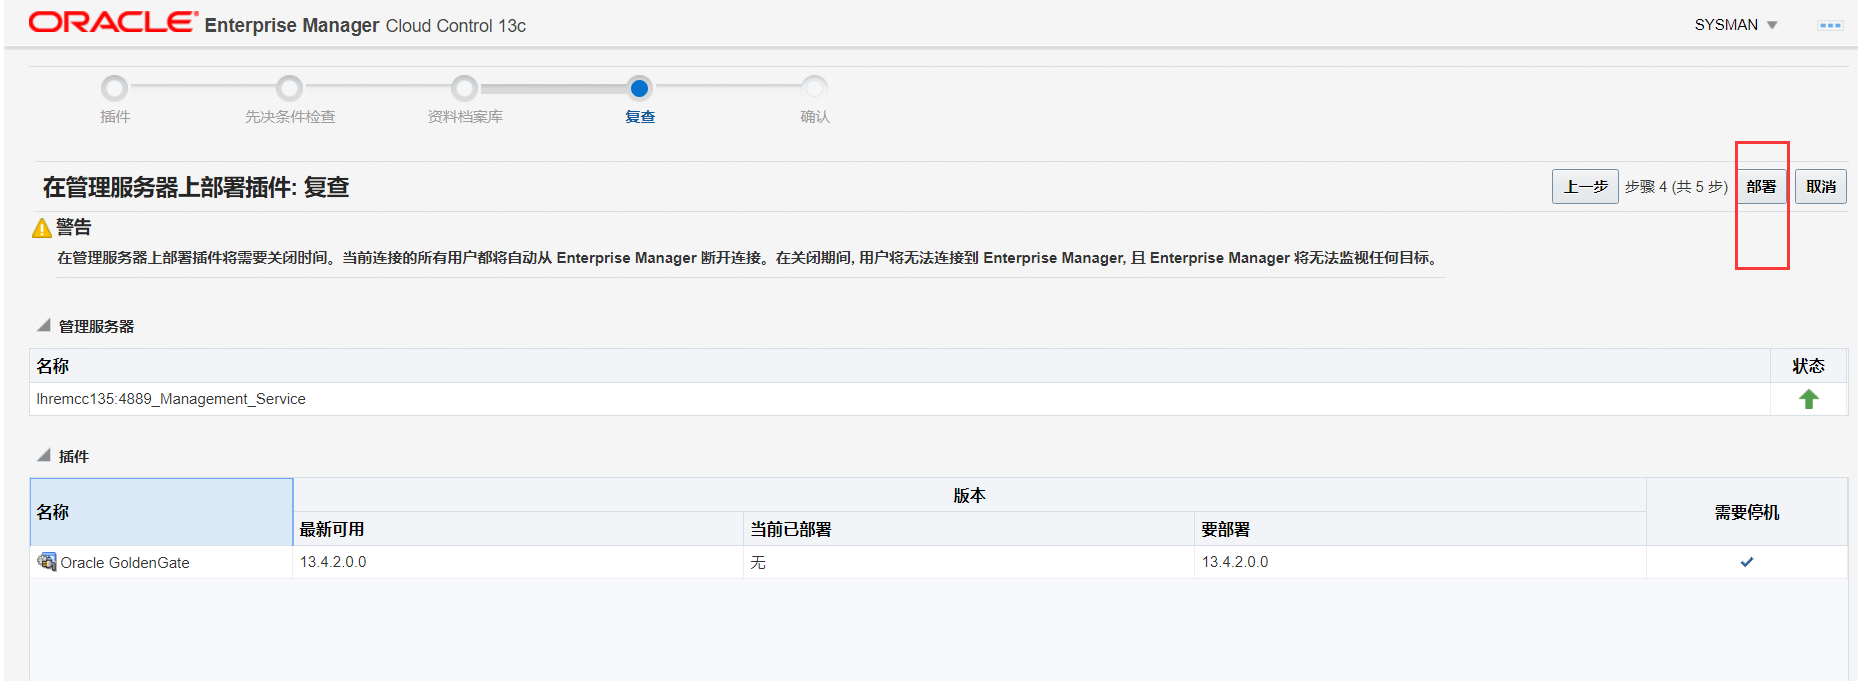 ORACLE Enterprise Manager Cloud Control 13c
SYSMAN
插件
先决条件检查
资料档案库
复查
确认
在管理服务器上部署插件: 复查
上一步 步骤 4 (共 5 步) 部署 取消
警告
在管理服务器上部署插件将需要关闭时间。当前连接的所有用户都将自动从 Enterprise Manager 断开连接。在关闭期间, 用户将无法连接到 Enterprise Manager, 且 Enterprise Manager 将无法监视任何目标。
管理服务器
名称 状态
lhremcc135:4889_Management_Service
插件
名称 版本 需要停机
最新可用 当前已部署 要部署
Oracle GoldenGate 13.4.2.0.0 无 13.4.2.0.0